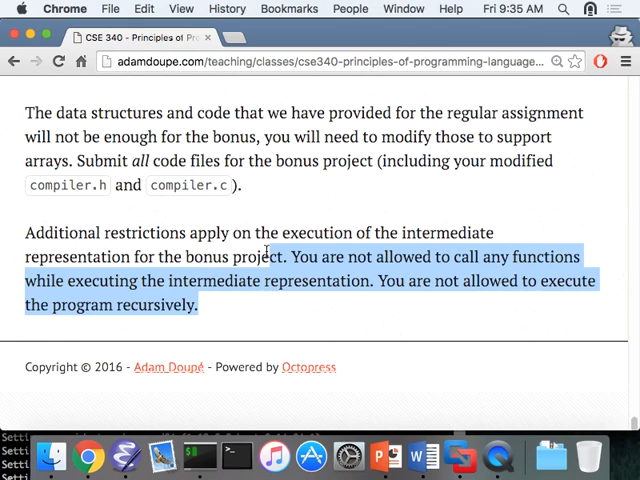 Chrome File Edit View History Bookmarks People Window Help Fri 9:35 AM
CSE 340 - Principles of Prog
adamdoupe.com/teaching/classes/cse340-principles-of-programming-language...
The data structures and code that we have provided for the regular assignment
will not be enough for the bonus, you will need to modify those to support
arrays. Submit all code files for the bonus project (including your modified
compiler.h and compiler.c ).
Additional restrictions apply on the execution of the intermediate
representation for the bonus project. You are not allowed to call any functions
while executing the intermediate representation. You are not allowed to execute
the program recursively.
Copyright © 2016 - Adam Doupé - Powered by Octopress
Setti
Setti
Setti
Setti